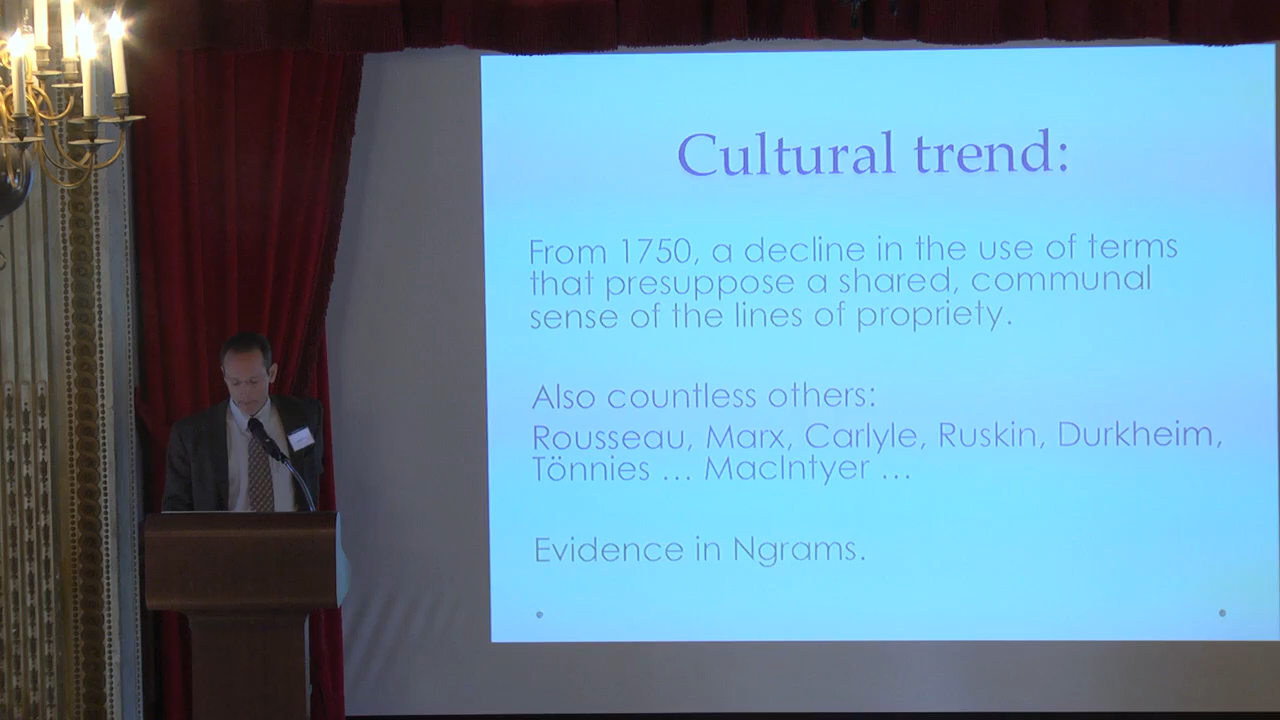 Cultural trend:
From 1750, a decline in the use of terms
that presuppose a shared, communal
sense of the lines of propriety.
Also countless others:
Rousseau, Marx, Carlyle, Ruskin, Durkheim,
Tönnies … MacIntyer …
Evidence in Ngrams.